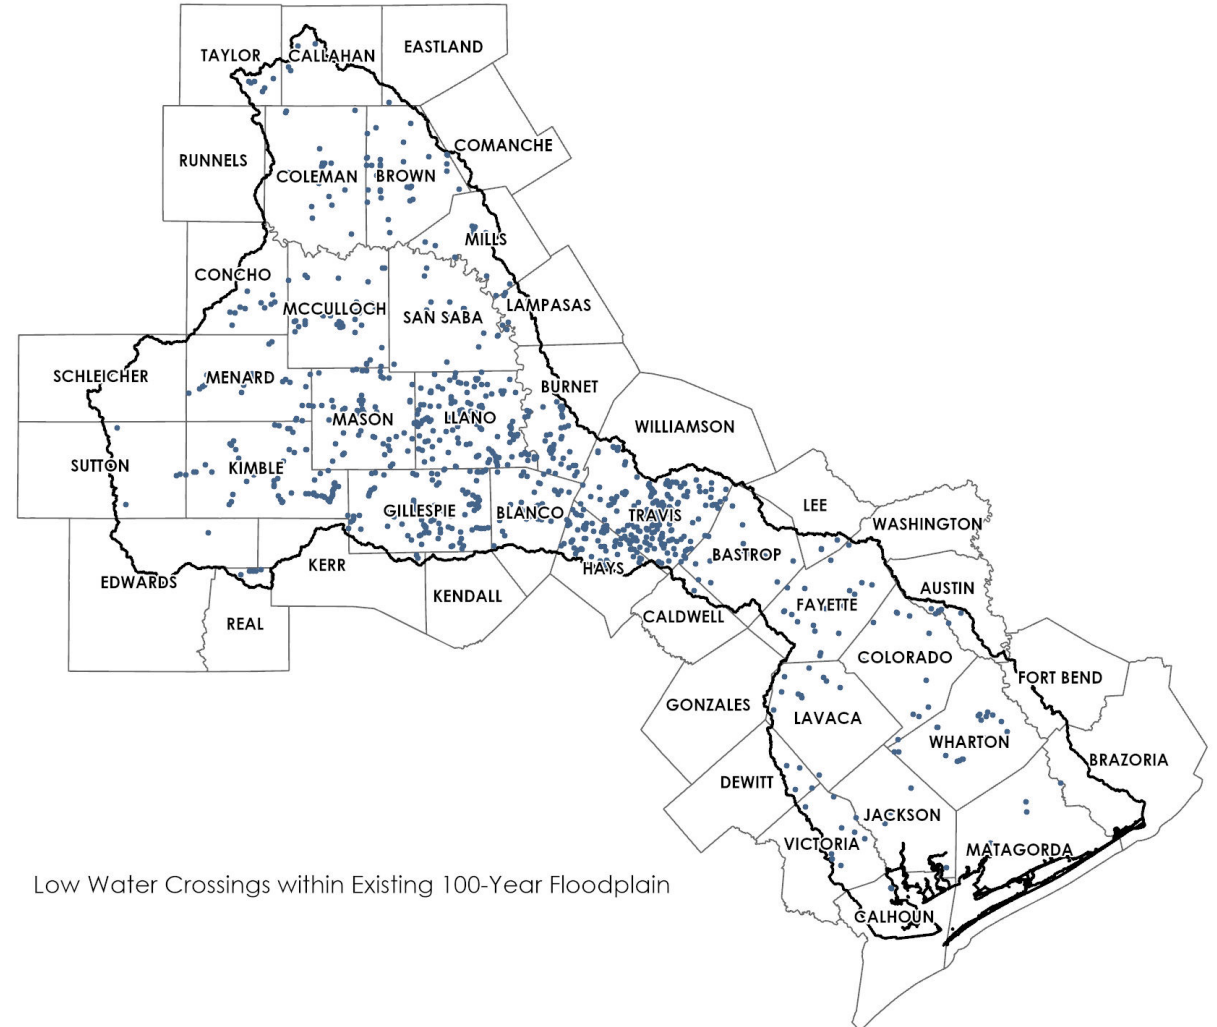 EASTLAND
TAYLOR
CALLAHAN
COMANCHE
RUNNELS
COLEMAN
BROWN
MILLS
CONCHO
MCCULLOCH
LAMPASAS
SAN SABA
SCHLEICHER
MENARD
BURNET
MASON
LLANO
WILLIAMSON
SUTTON
KIMBLE
LEE
GILLESPIE
BLANCO
TRAVIS
WASHINGTON
BASTROP
KERR
HAYS
EDWARDS
AUSTIN
KENDALL
FAYETTE
CALDWELL
REAL
COLORADO
FORT BEND
GONZALES
LAVACA
WHARTON
BRAZORIA
DEWITT
JACKSON
VICTORIA
MATAGORDA
Low Water Crossings within Existing 100-Year Floodplain
CALHOUN